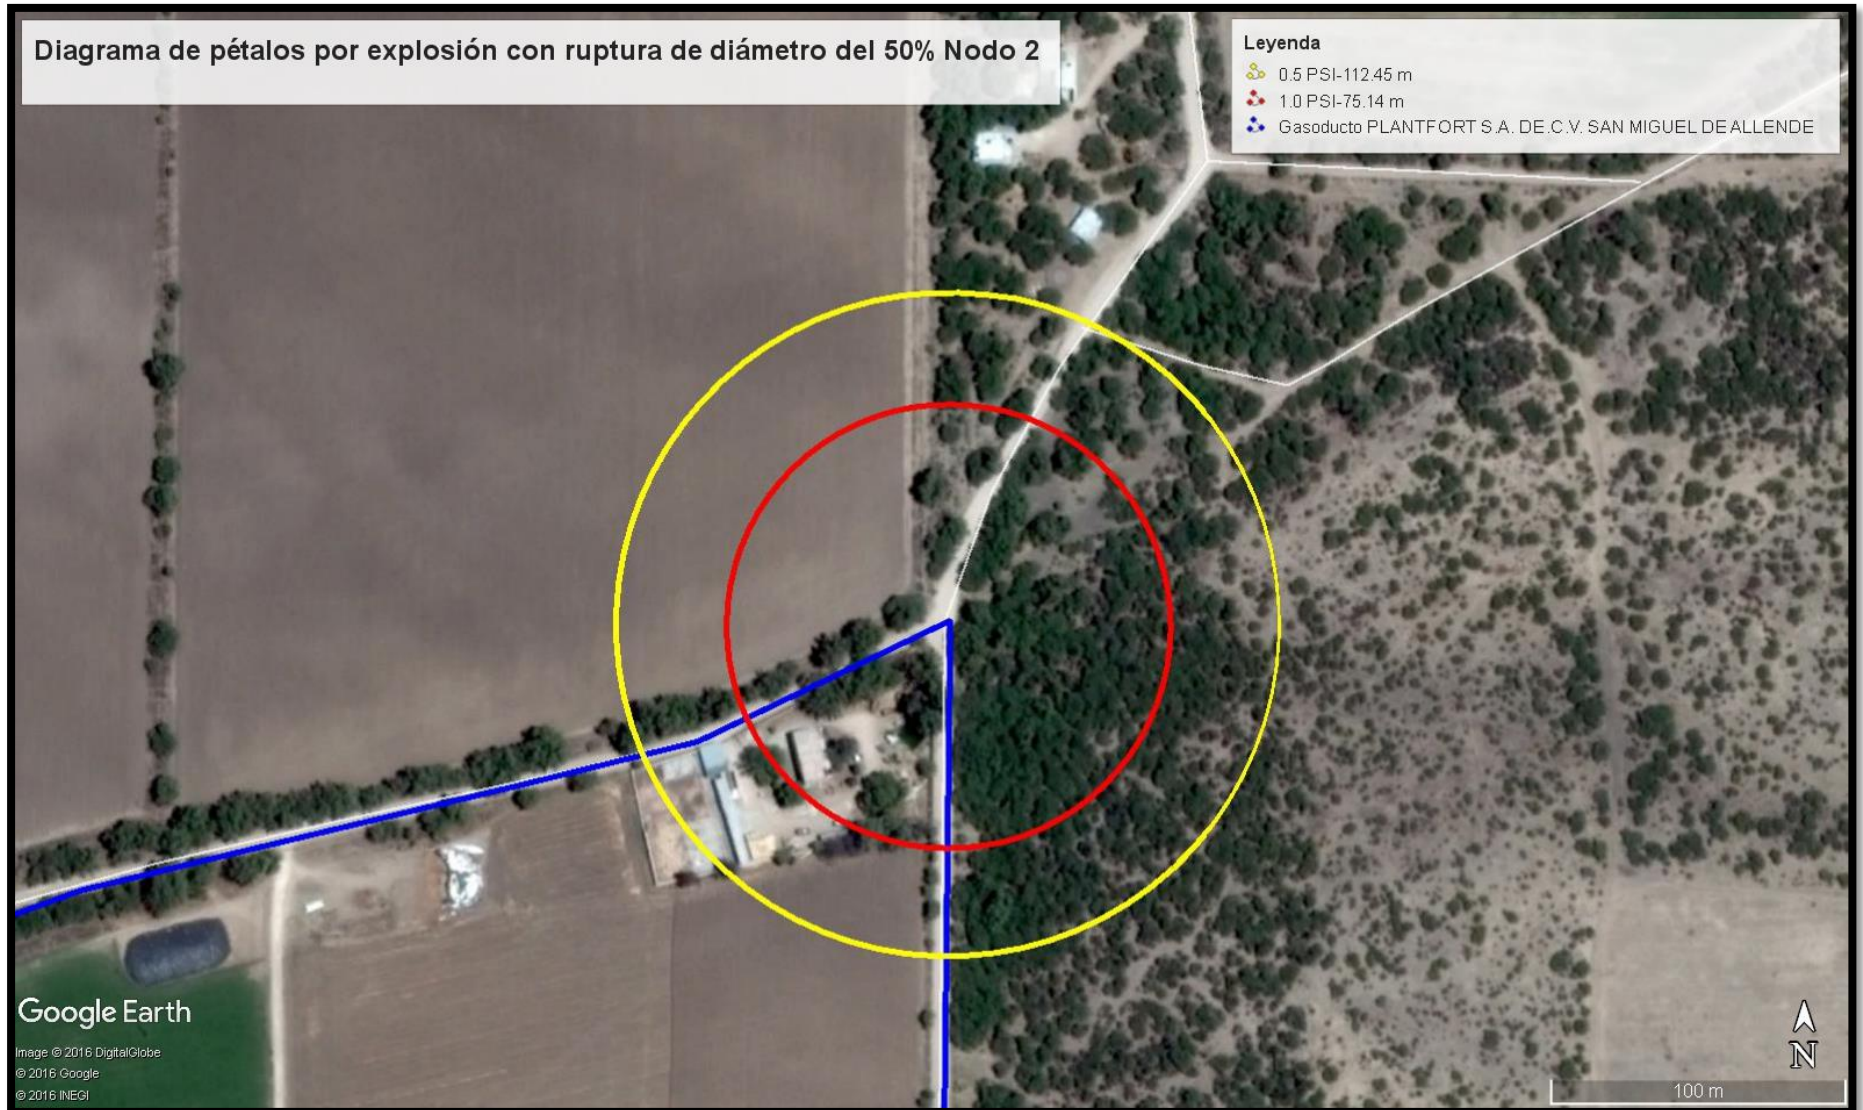 Diagrama de pétalos por explosión con ruptura de diámetro del 50% Nodo 2
Leyenda
0.5 PSI-112.45 m
1.0 PSI-75.14 m
Gasoducto PLANTFORT S.A. DE.C.V. SAN MIGUEL DE ALLENDE
Google Earth
Image © 2016 DigitalGlobe
© 2016 Google
© 2016 INEGI
N
100 m